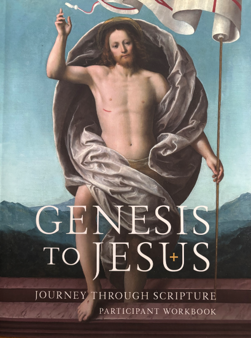 GENESIS
TO JESUS
JOURNEY THROUGH SCRIPTURE
PARTICIPANT WORKBOOK